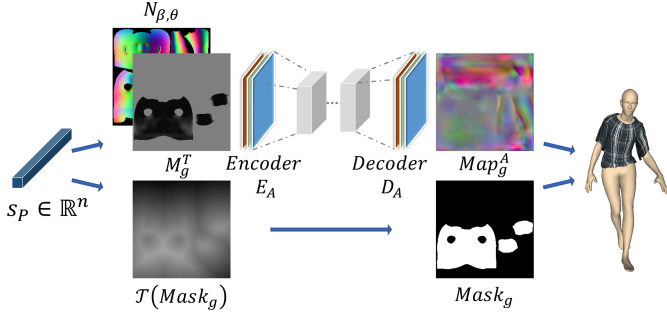 N_{β,θ}
M_g^T
Encoder
E_A
Decoder
D_A
Map_g^A
s_P ∈ ℝ^n
𝒯(Mask_g)
Mask_g